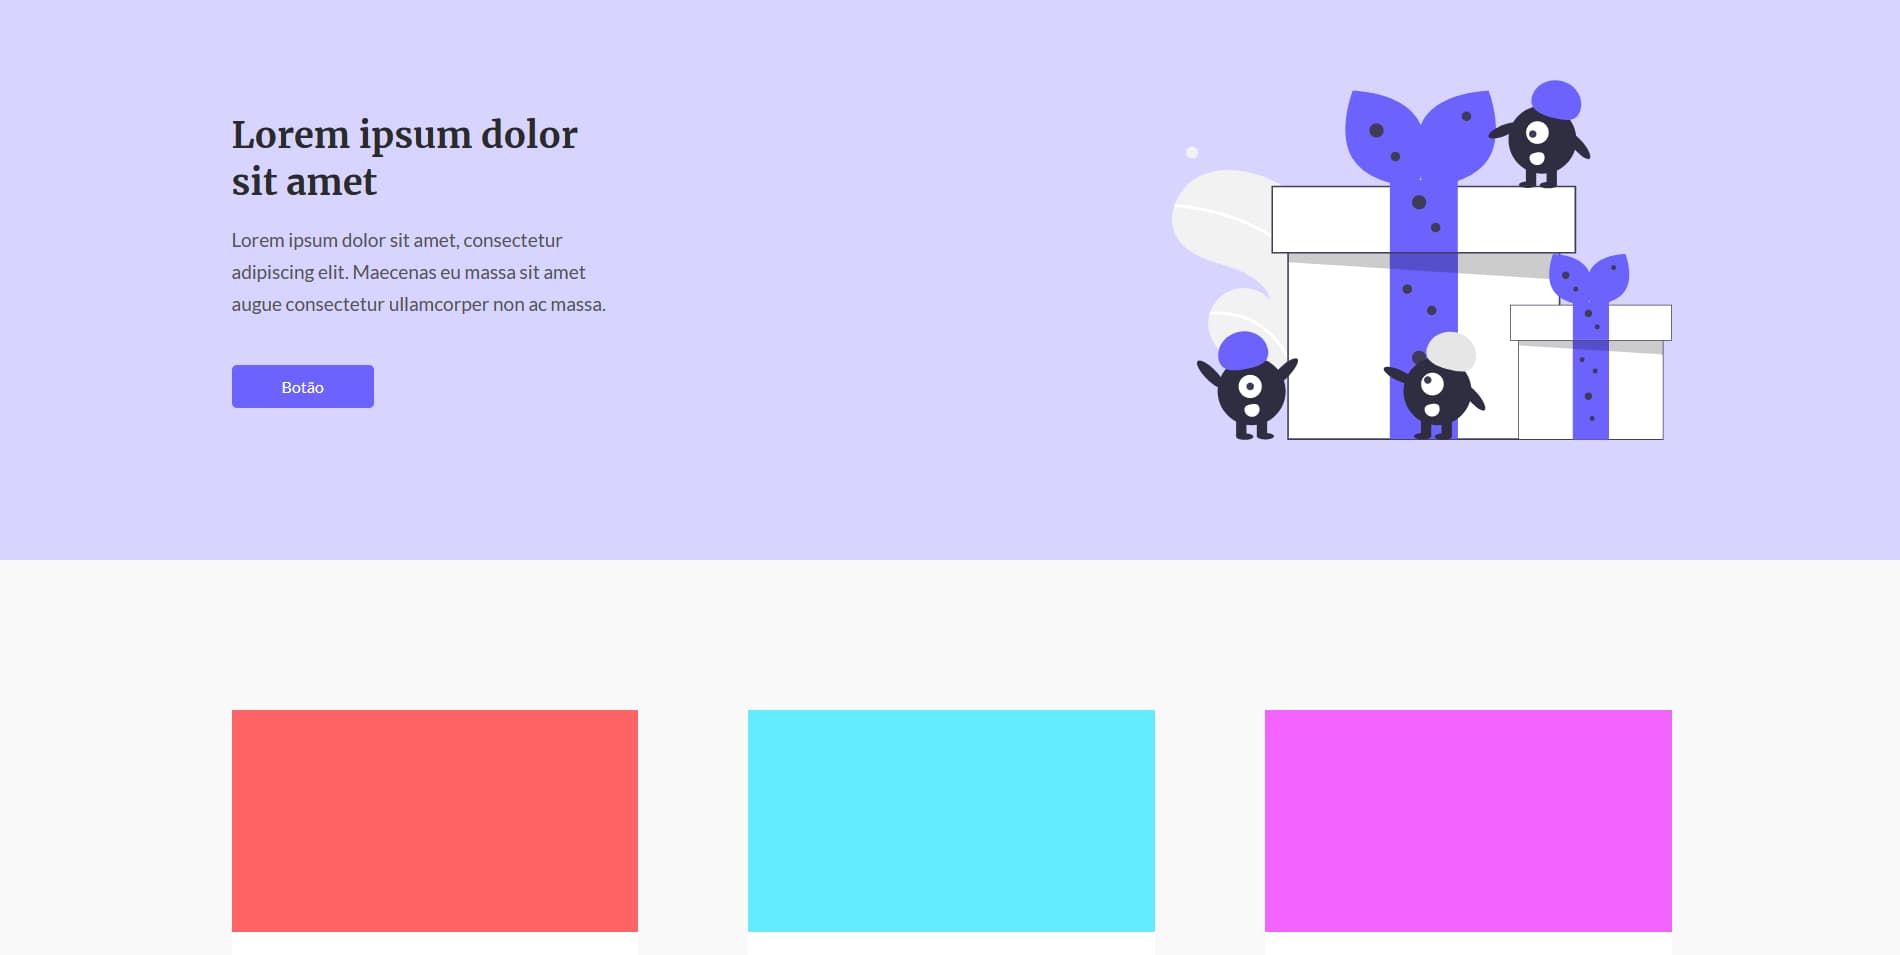 Lorem ipsum dolor
sit amet
Lorem ipsum dolor sit amet, consectetur
adipiscing elit. Maecenas eu massa sit amet
augue consectetur ullamcorper non ac massa.
Botão